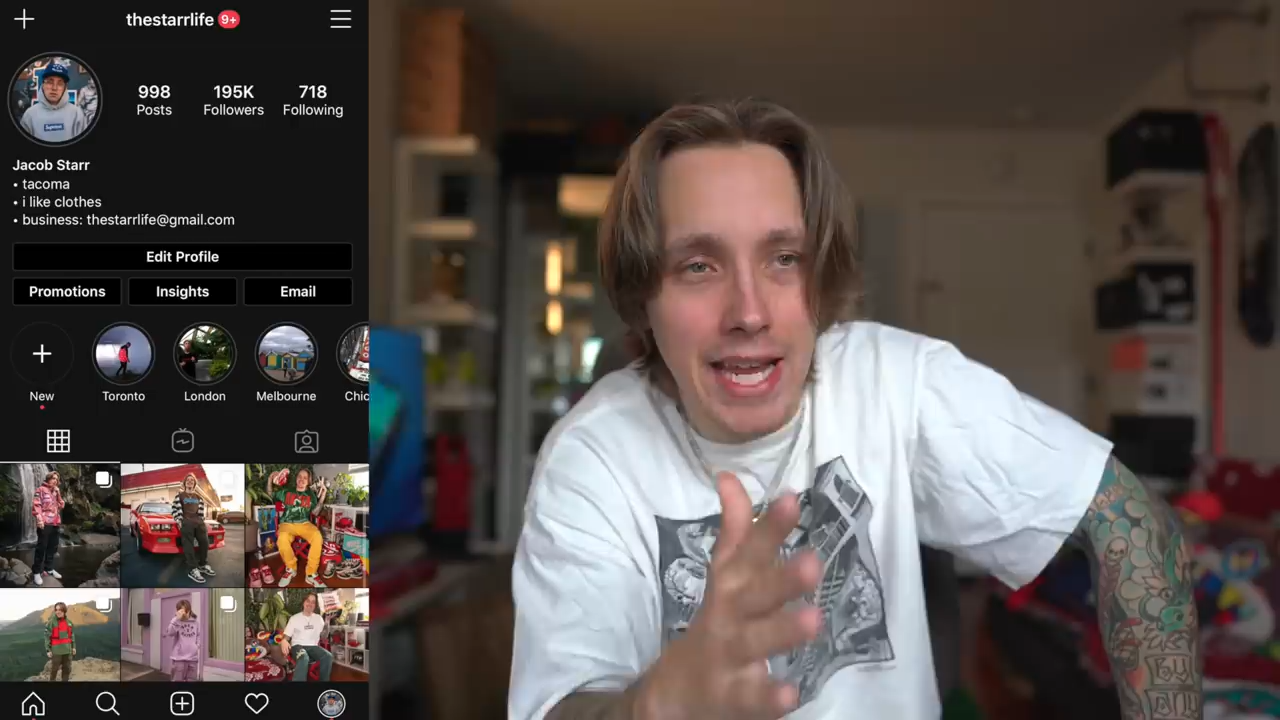 thestarrlife 9+
998 195K 718
Posts Followers Following
Jacob Starr
• tacoma
• i like clothes
• business: thestarrlife@gmail.com
Edit Profile
Promotions Insights Email
New Toronto London Melbourne Chic